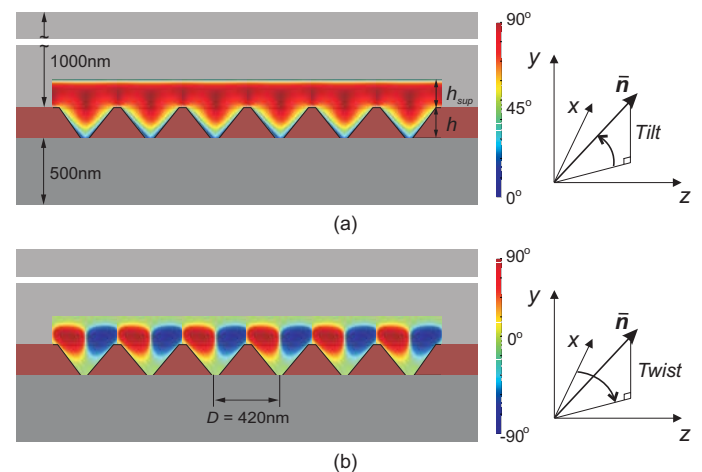 90°
1000nm
h_sup
h
45°
500nm
0°
y
x
n̄
Tilt
z
(a)
90°
0°
-90°
D = 420nm
y
x
n̄
Twist
z
(b)